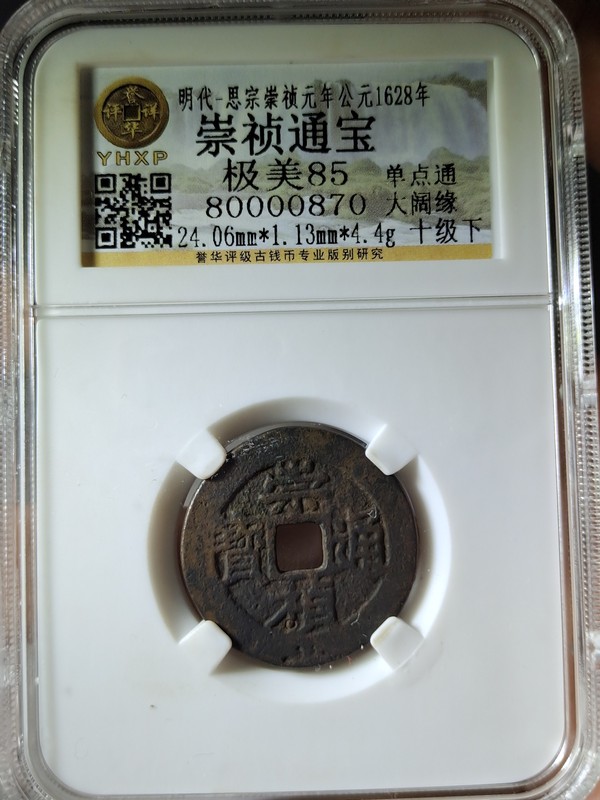 明代-思宗崇祯元年公元1628年
崇祯通宝
极美85 单点通
80000870 大阔缘
24.06mm*1.13mm*4.4g 十级下
誉华评级古钱币专业版别研究
誉华
YHXP
崇禎通寶